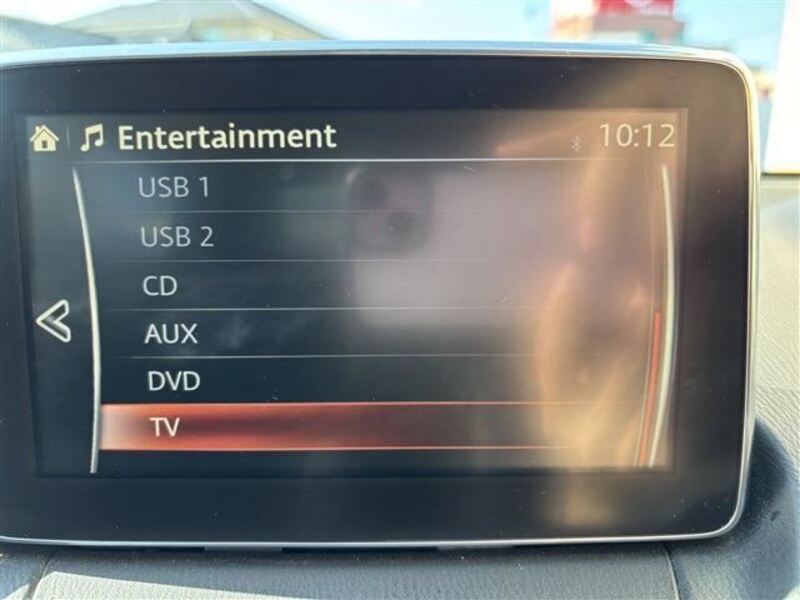 Entertainment 10:12
USB 1
USB 2
CD
AUX
DVD
TV